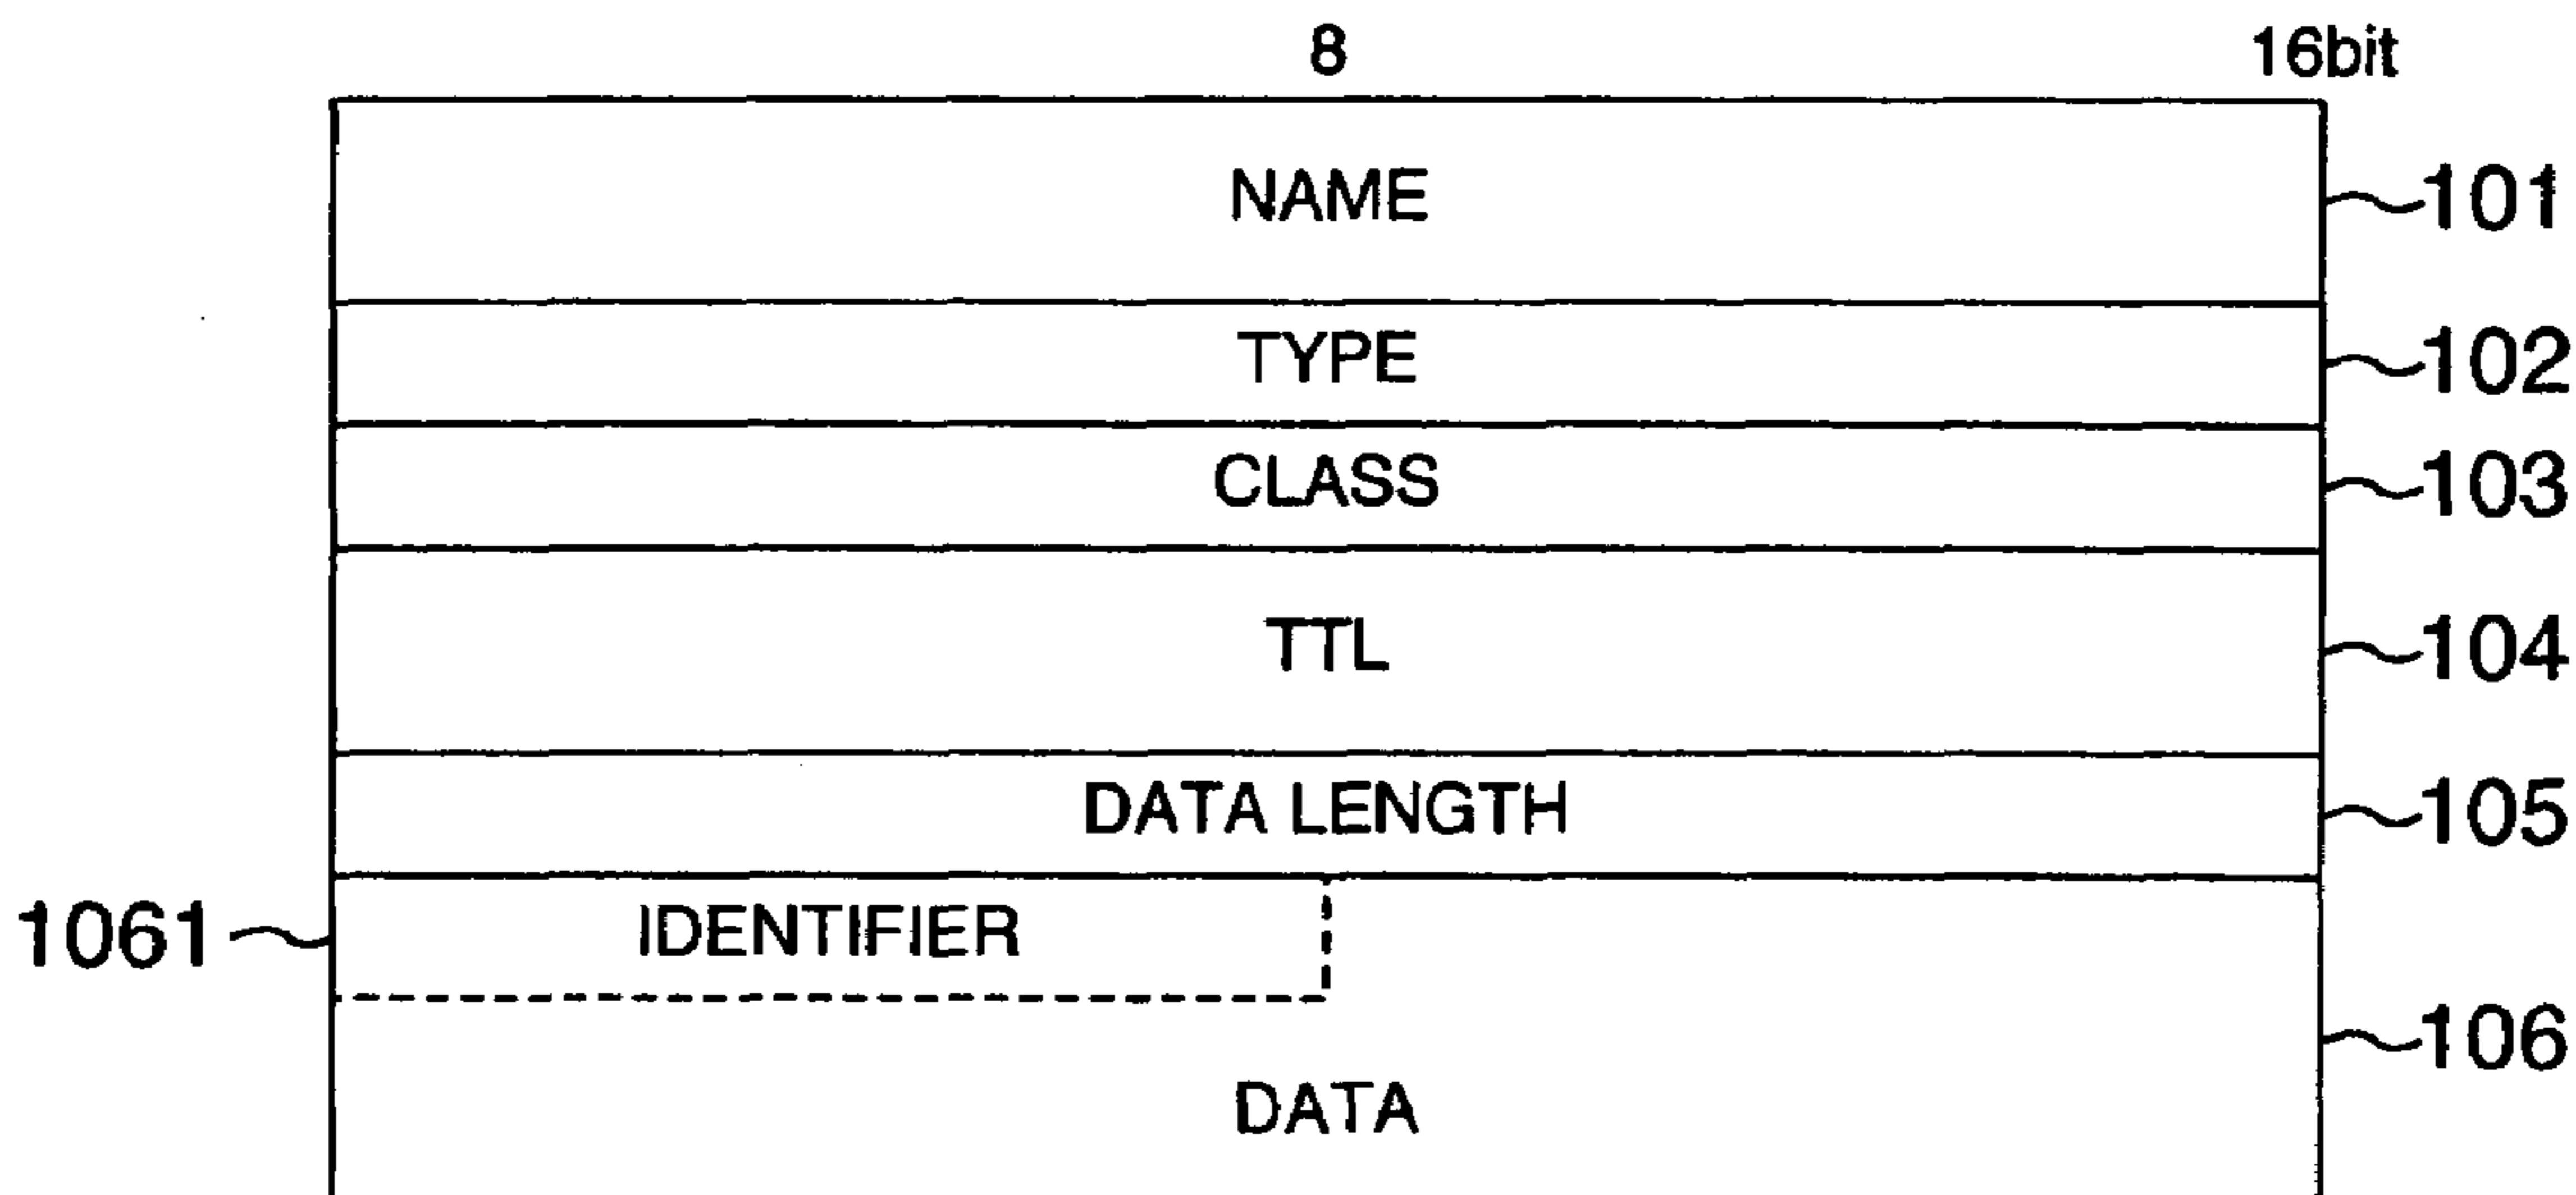 8 16bit
NAME 101
TYPE 102
CLASS 103
TTL 104
DATA LENGTH 105
1061 IDENTIFIER
106
DATA